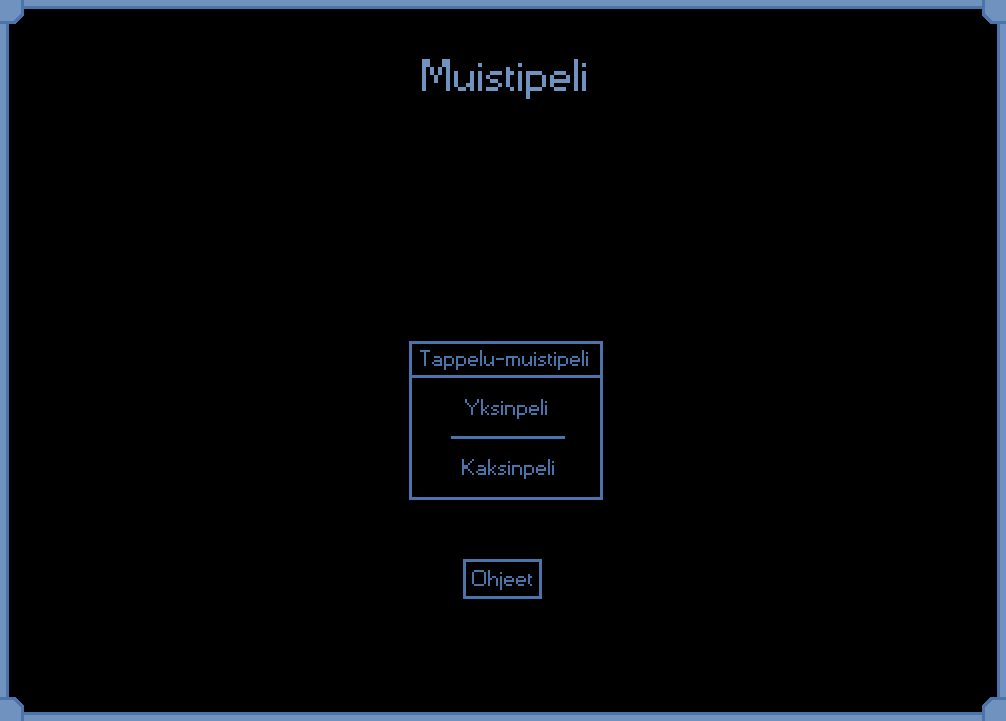 Muistipeli
Tappelu-muistipeli
Yksinpeli
Kaksinpeli
Ohjeet